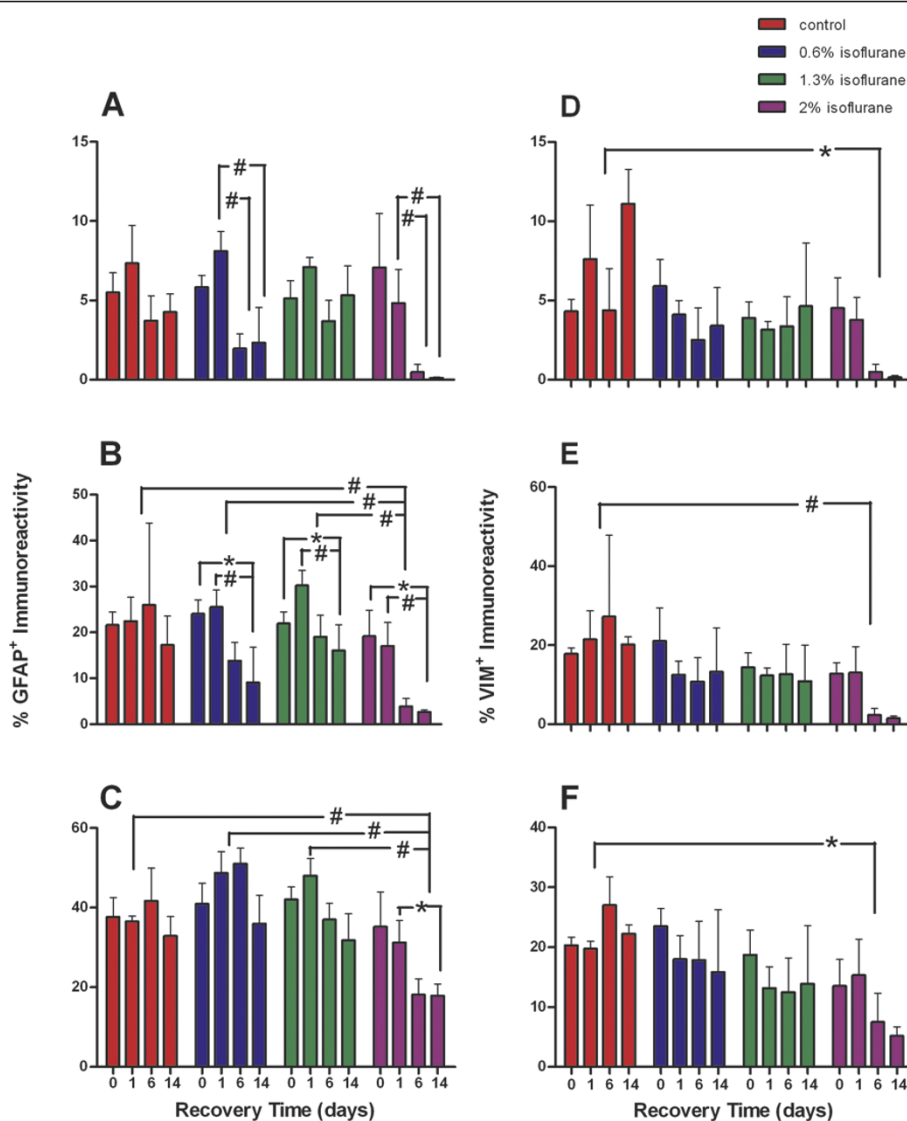 control
0.6% isoflurane
1.3% isoflurane
2% isoflurane
A
15
10
5
0
#
#
#
#
D
15
10
5
0
*
% GFAP+ Immunoreactivity
B
50
40
30
20
10
0
#
#
#
*
#
*
#
*
#
% VIM+ Immunoreactivity
E
60
40
20
0
#
C
60
40
20
0
#
#
#
*
0 1 6 14 0 1 6 14 0 1 6 14 0 1 6 14
Recovery Time (days)
F
40
30
20
10
0
*
0 1 6 14 0 1 6 14 0 1 6 14 0 1 6 14
Recovery Time (days)